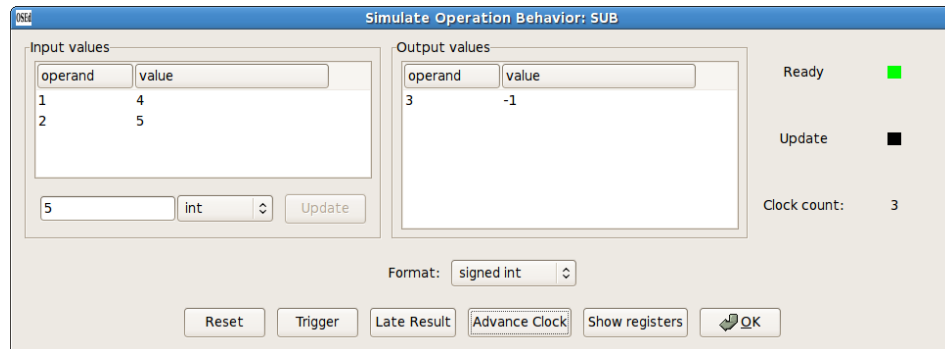 OSEd
Simulate Operation Behavior: SUB
Input values
operand value
1 4
2 5
5 int Update
Output values
operand value
3 -1
Ready
Update
Clock count: 3
Format: signed int
Reset Trigger Late Result Advance Clock Show registers OK